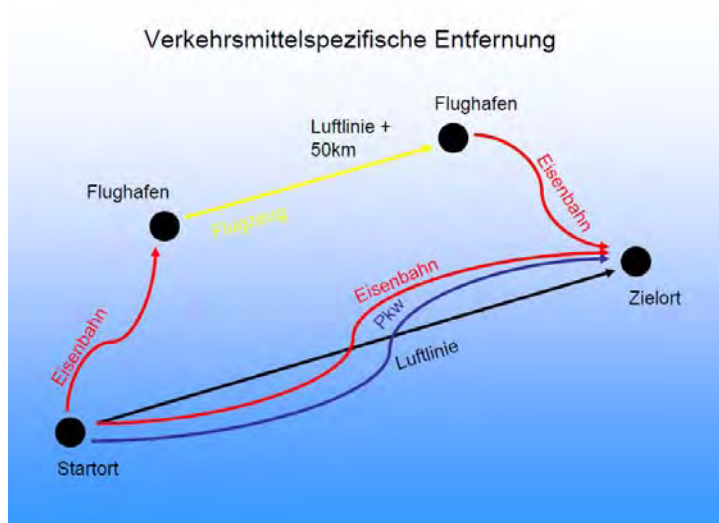 Verkehrsmittelspezifische Entfernung
Flughafen
Luftlinie +
50km
Flughafen
Flugzeug
Eisenbahn
Eisenbahn
Eisenbahn
Pkw
Luftlinie
Zielort
Startort